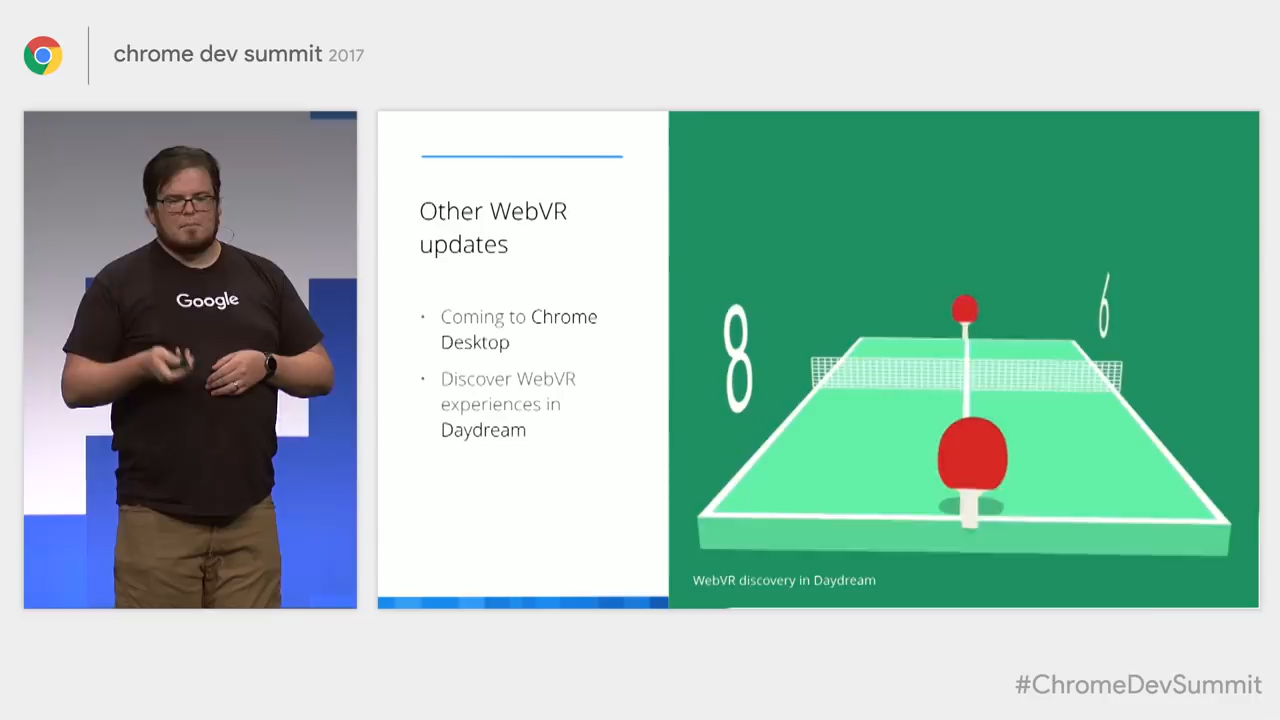 chrome dev summit 2017
Google
Other WebVR
updates
• Coming to Chrome
Desktop
• Discover WebVR
experiences in
Daydream
8
6
WebVR discovery in Daydream
#ChromeDevSummit